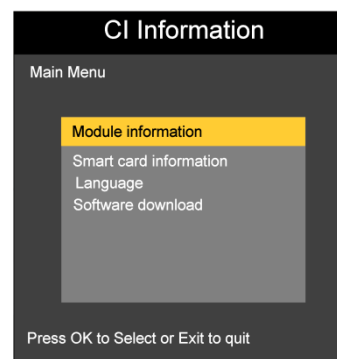 CI Information
Main Menu
Module information
Smart card information
Language
Software download
Press OK to Select or Exit to quit